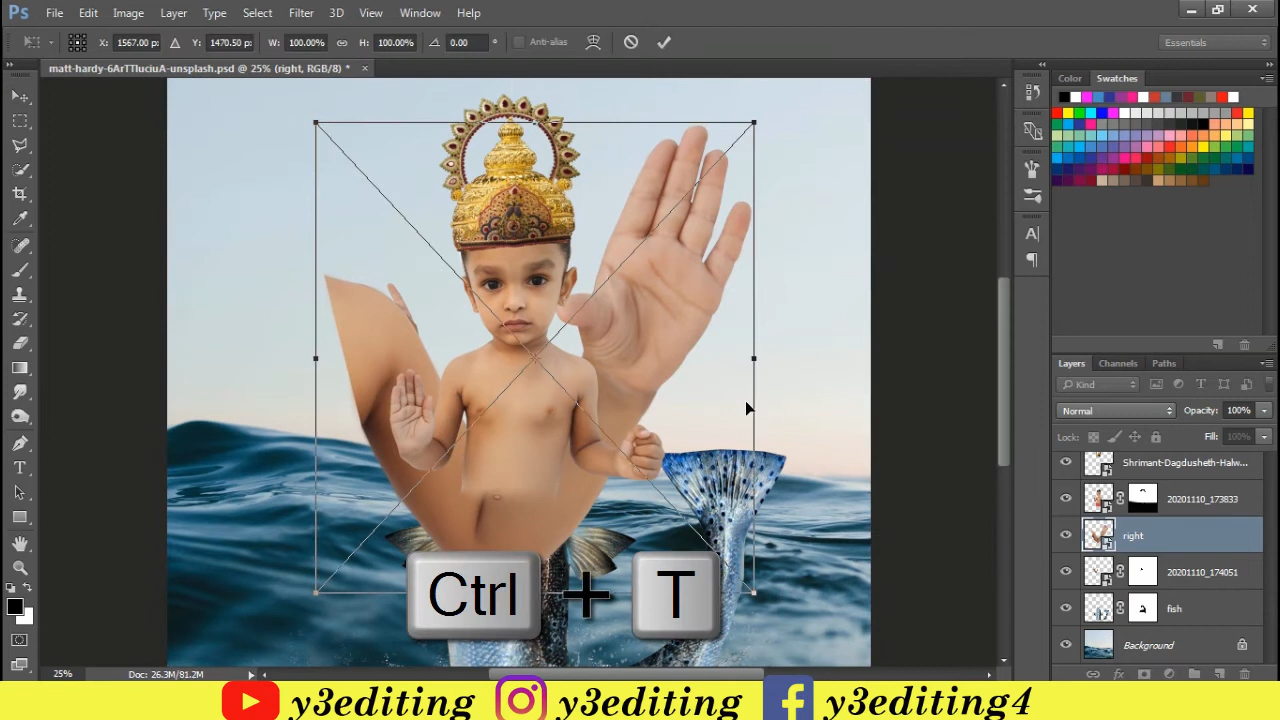 Ps File Edit Image Layer Type Select Filter 3D View Window Help
X: 1567.00 p: Y: 1470.50 p: W: 100.00% H: 100.00% 0.00 ° Anti-alias Essentials
matt-hardy-6ArTTluciuA-unsplash.psd @ 25% (right, RGB/8) * ×
Color Swatches
Layers Channels Paths
Kind
Normal Opacity: 100%
Lock: Fill: 100%
Shrimant-Dagdusheth-Halw...
20201110_173833
right
20201110_174051
fish
Background
Ctrl + T
25% Doc: 26.3M/81.2M
y3editing y3editing y3editing4